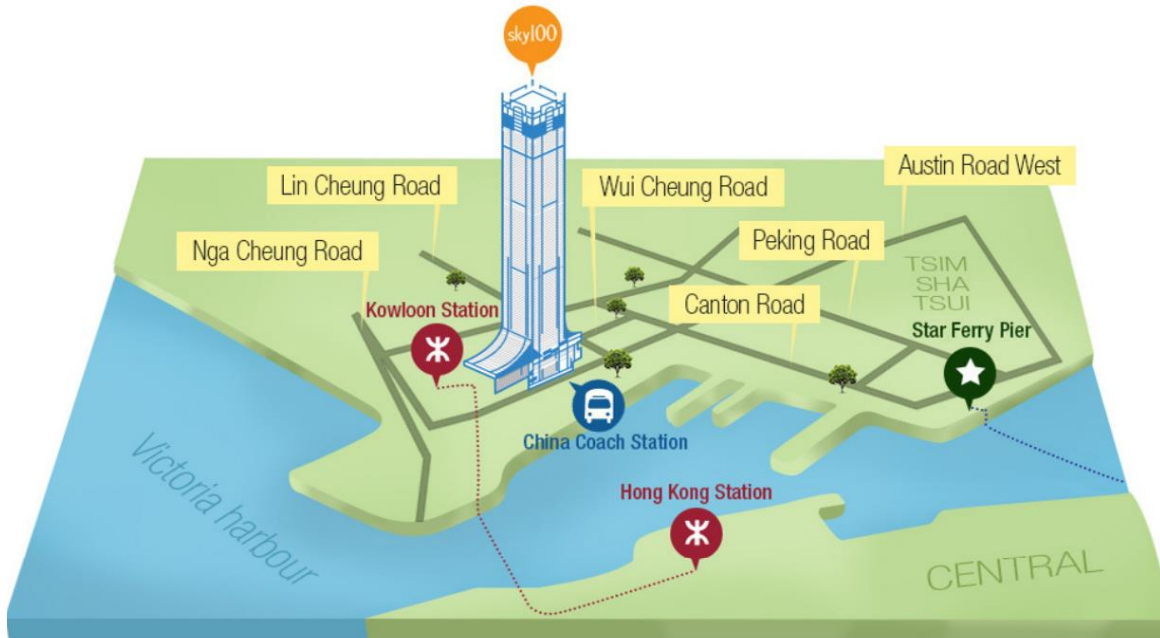 sky100
Austin Road West
Lin Cheung Road
Wui Cheung Road
Nga Cheung Road
Peking Road
TSIM
SHA
TSUI
Kowloon Station
Canton Road
Star Ferry Pier
China Coach Station
Victoria harbour
Hong Kong Station
CENTRAL